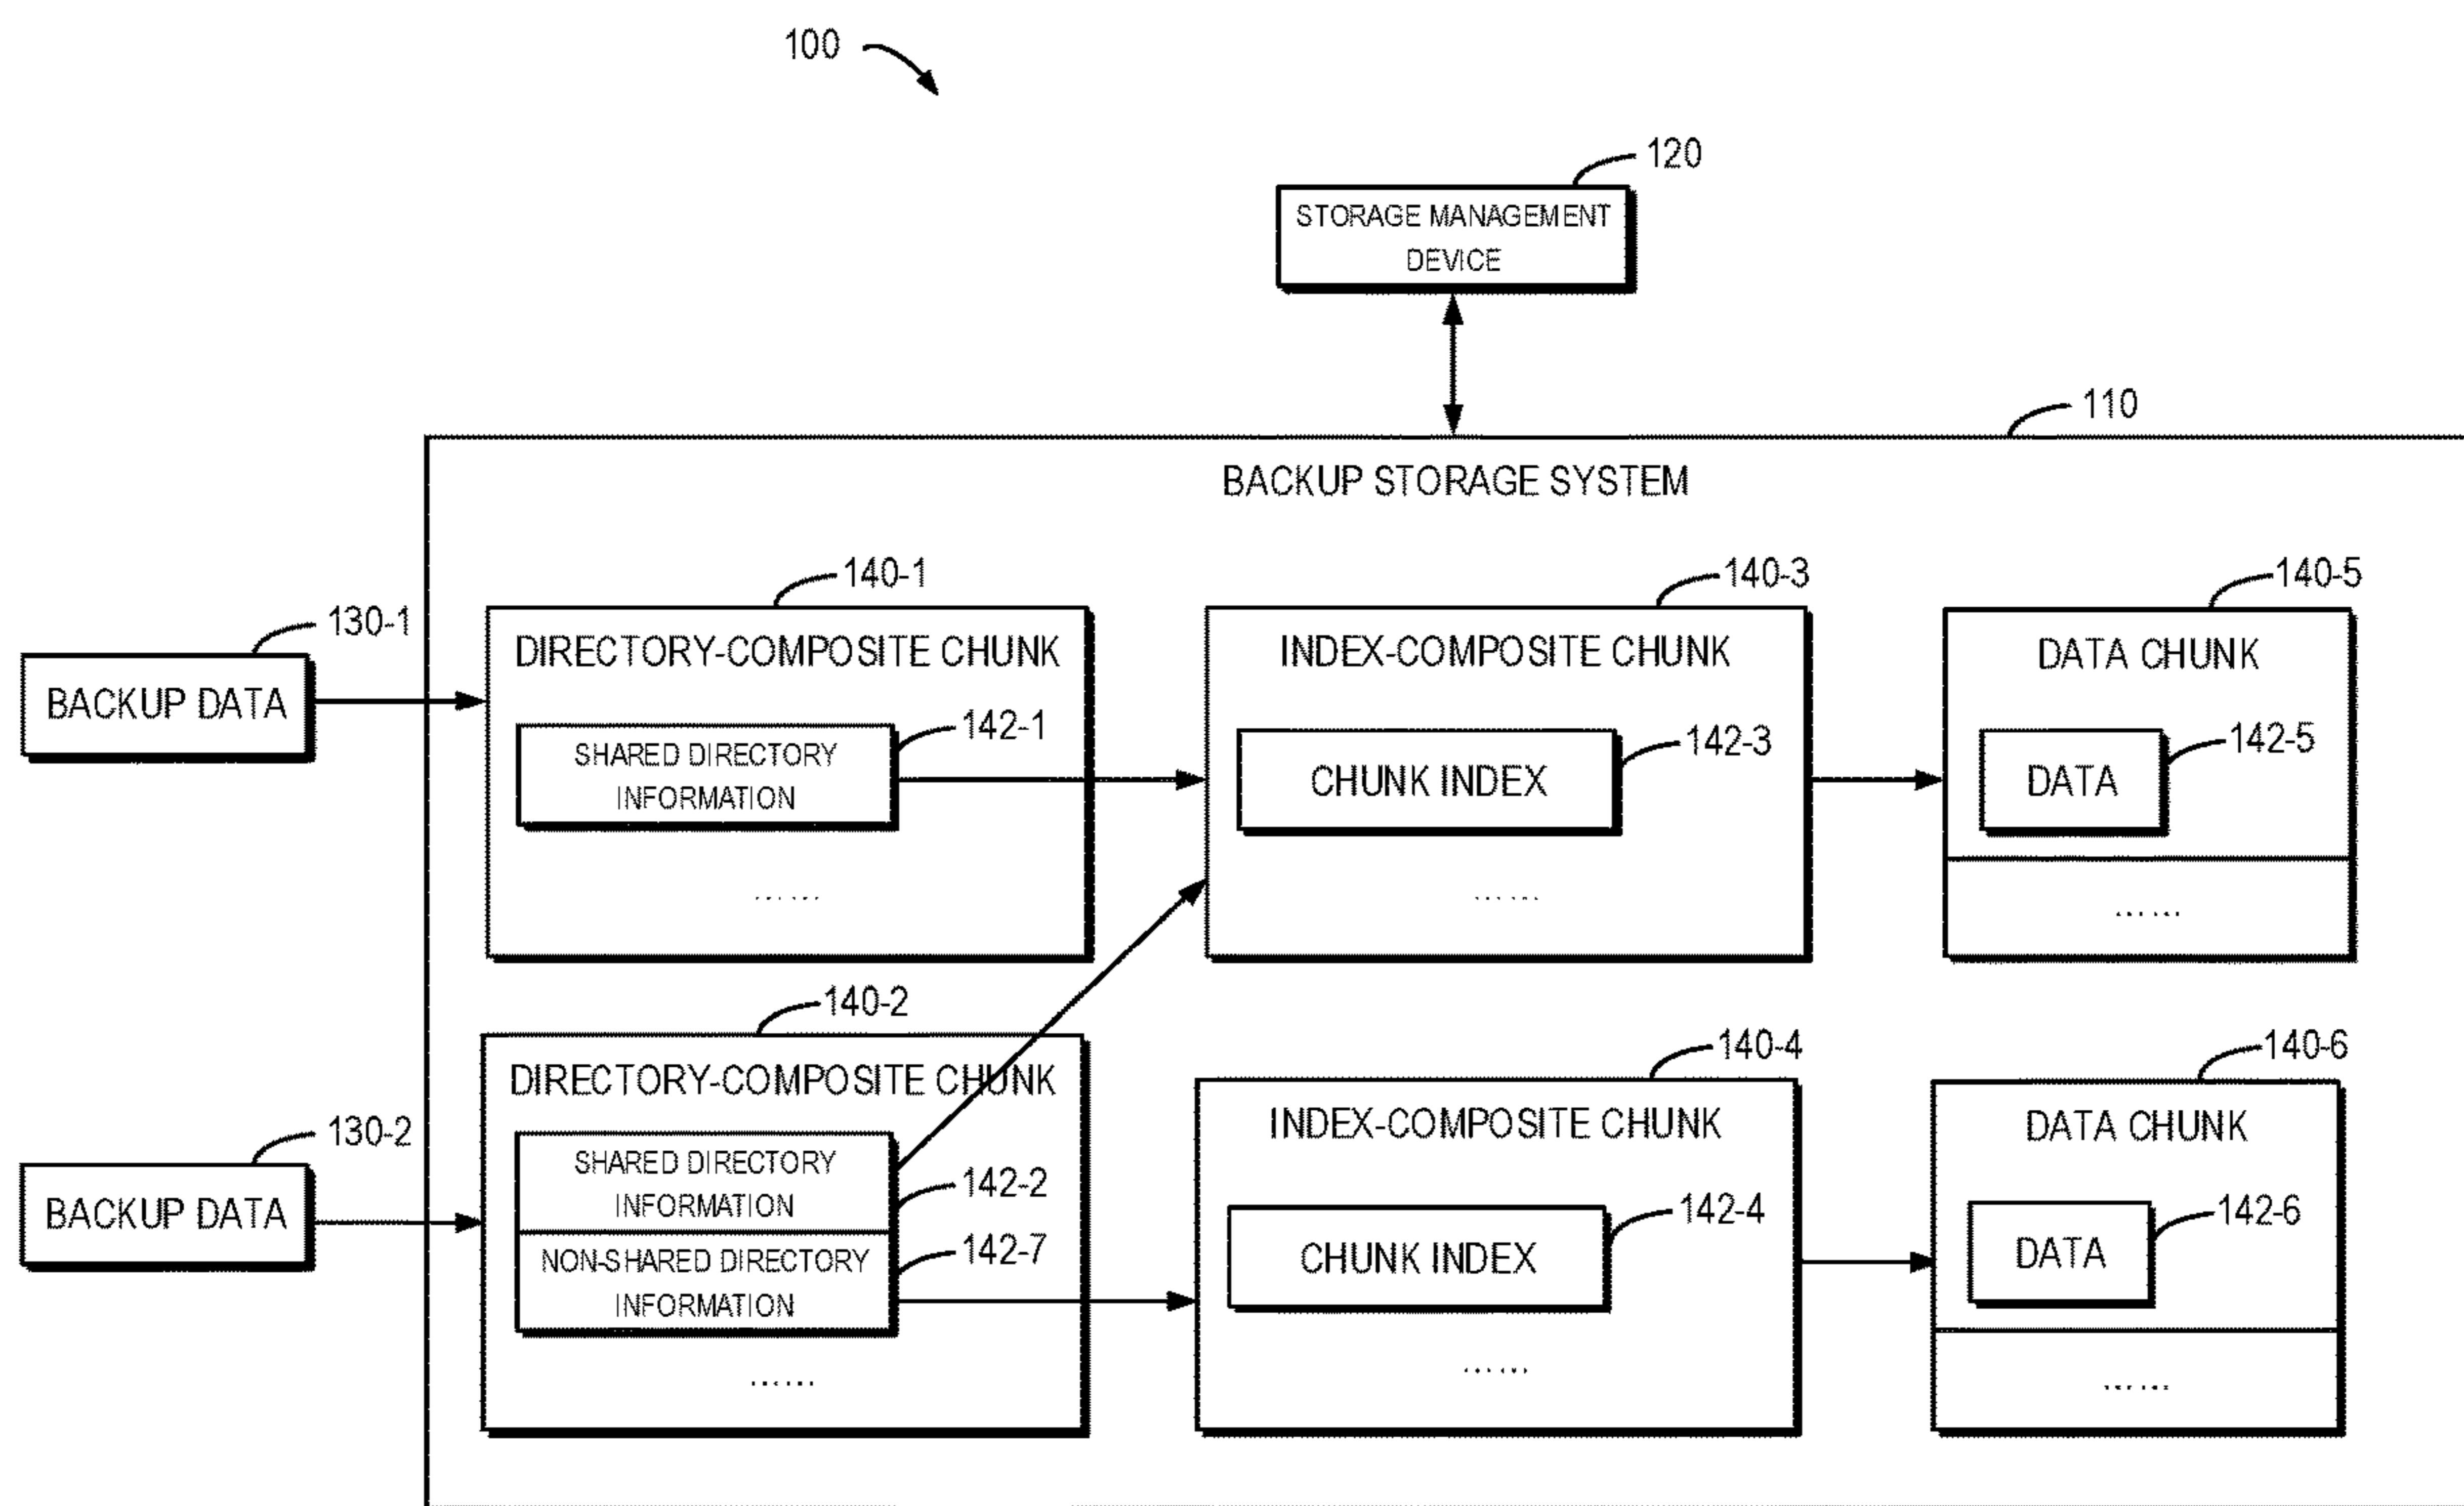 100
120
STORAGE MANAGEMENT
DEVICE
110
BACKUP STORAGE SYSTEM
140-1
140-3
140-5
130-1
DIRECTORY-COMPOSITE CHUNK
INDEX-COMPOSITE CHUNK
DATA CHUNK
BACKUP DATA
142-1
SHARED DIRECTORY
INFORMATION
142-3
CHUNK INDEX
142-5
DATA
......
......
......
140-2
140-4
140-6
130-2
DIRECTORY-COMPOSITE CHUNK
INDEX-COMPOSITE CHUNK
DATA CHUNK
BACKUP DATA
SHARED DIRECTORY
INFORMATION
142-2
NON-SHARED DIRECTORY
INFORMATION
142-7
142-4
CHUNK INDEX
142-6
DATA
......
......
......